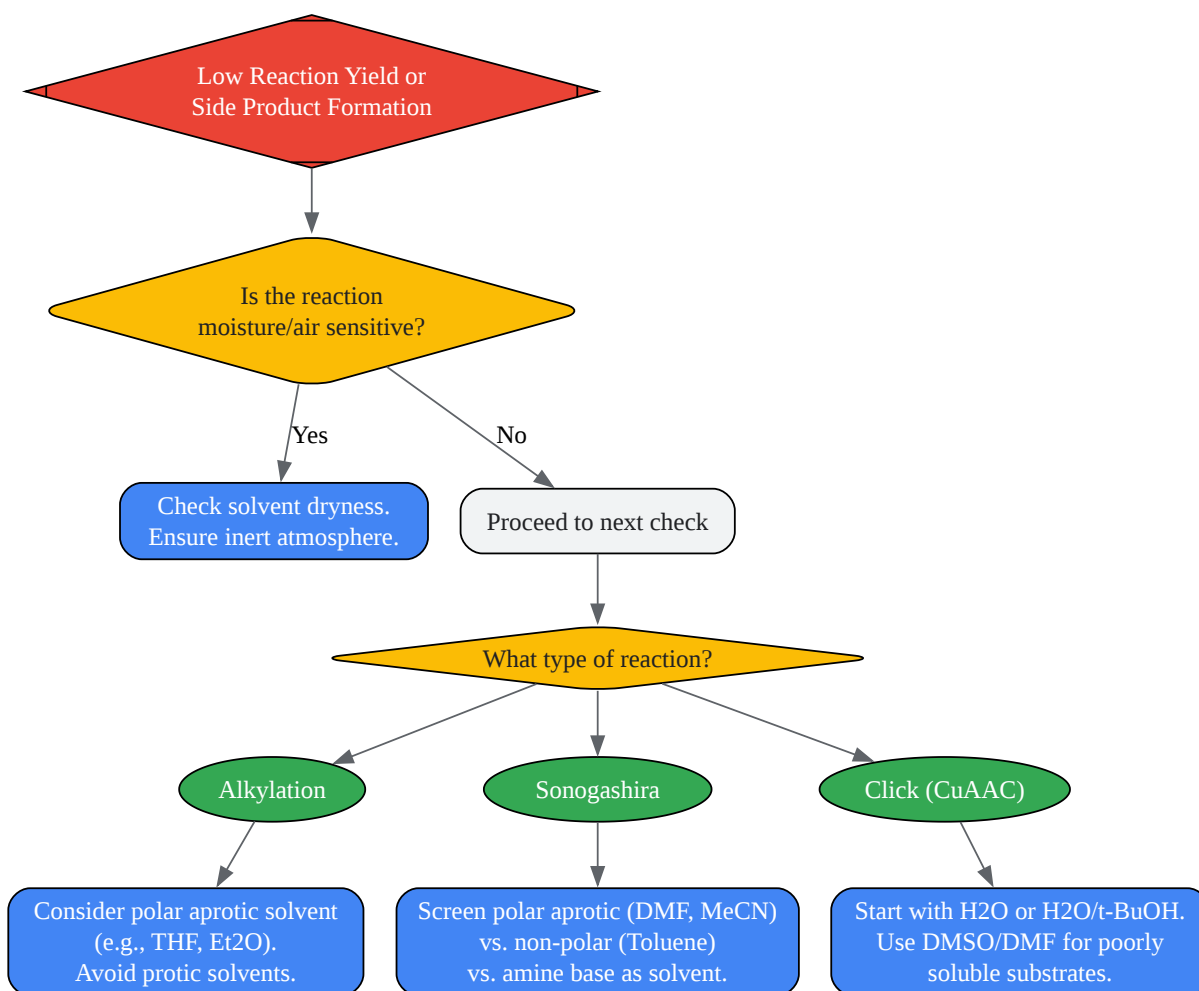 Low Reaction Yield or
Side Product Formation
Is the reaction
moisture/air sensitive?
Yes
No
Check solvent dryness.
Ensure inert atmosphere.
Proceed to next check
What type of reaction?
Alkylation
Sonogashira
Click (CuAAC)
Consider polar aprotic solvent
(e.g., THF, Et2O).
Avoid protic solvents.
Screen polar aprotic (DMF, MeCN)
vs. non-polar (Toluene)
vs. amine base as solvent.
Start with H2O or H2O/t-BuOH.
Use DMSO/DMF for poorly
soluble substrates.